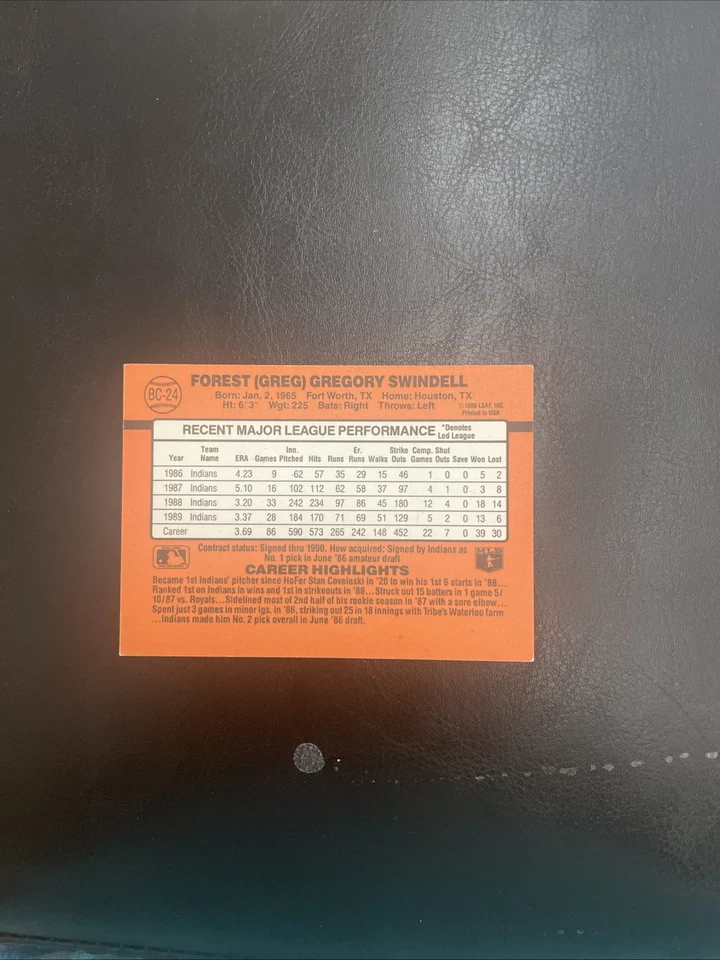 BC-24
FOREST (GREG) GREGORY SWINDELL
Born: Jan. 2, 1965 Fort Worth, TX Home: Houston, TX
Ht: 6'3" Wgt: 225 Bats: Right Throws: Left
LEAF, INC.
Printed in USA
RECENT MAJOR LEAGUE PERFORMANCE *Denotes
Led League
Team Inn. Er. Strike Comp. Shut
Year Name ERA Games Pitched Hits Runs Runs Walks Outs Games Outs Save Won Lost
1986 Indians 4.23 9 62 57 35 29 15 46 1 0 0 5 2
1987 Indians 5.10 16 102 112 62 58 37 97 4 1 0 3 8
1988 Indians 3.20 33 242 234 97 86 45 180 12 4 0 18 14
1989 Indians 3.37 28 184 170 71 69 51 129 5 2 0 13 6
Career 3.69 86 590 573 265 242 148 452 22 7 0 39 30
Contract status: Signed thru 1990. How acquired: Signed by Indians as
No. 1 pick in June '86 amateur draft
MLB
CAREER HIGHLIGHTS
Became 1st Indians' pitcher since HoFer Stan Coveleski in '20 to win his 1st 6 starts in '88...
Ranked 1st on Indians in wins and 1st in strikeouts in '88...Struck out 15 batters in 1 game 5/
10/87 vs. Royals...Sidelined most of 2nd half of his rookie season in '87 with a sore elbow...
Spent just 3 games in minor lgs. in '86, striking out 25 in 18 innings with Tribe's Waterloo farm
...Indians made him No. 2 pick overall in June '86 draft.